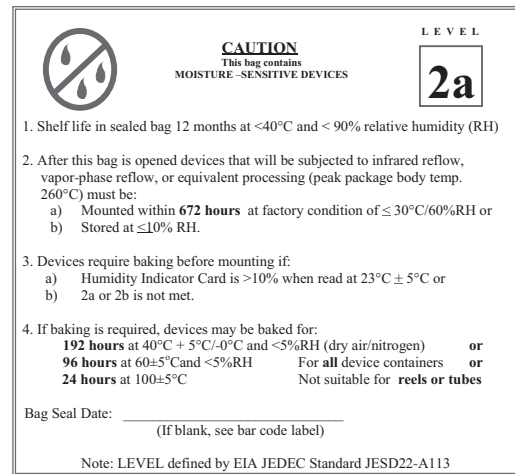 LEVEL
CAUTION
This bag contains
MOISTURE –SENSITIVE DEVICES
2a
1. Shelf life in sealed bag 12 months at <40°C and < 90% relative humidity (RH)
2. After this bag is opened devices that will be subjected to infrared reflow,
vapor-phase reflow, or equivalent processing (peak package body temp.
260°C) must be:
a) Mounted within 672 hours at factory condition of ≤ 30°C/60%RH or
b) Stored at ≤10% RH.
3. Devices require baking before mounting if:
a) Humidity Indicator Card is >10% when read at 23°C ± 5°C or
b) 2a or 2b is not met.
4. If baking is required, devices may be baked for:
192 hours at 40°C + 5°C/-0°C and <5%RH (dry air/nitrogen) or
96 hours at 60±5°Cand <5%RH For all device containers or
24 hours at 100±5°C Not suitable for reels or tubes
Bag Seal Date: ______________________________
(If blank, see bar code label)
Note: LEVEL defined by EIA JEDEC Standard JESD22-A113